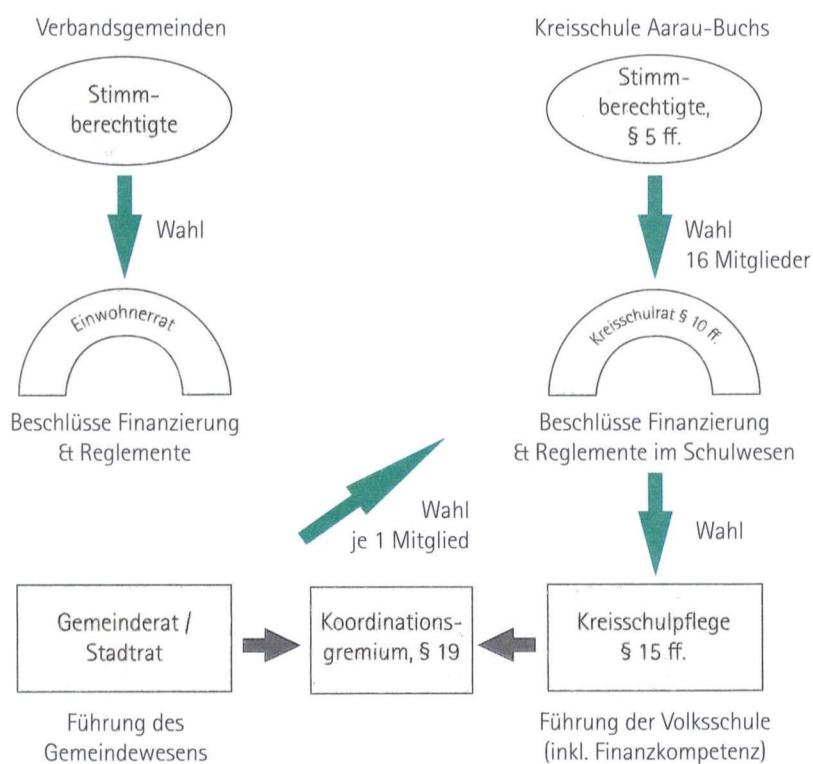 Verbandsgemeinden
Kreisschule Aarau-Buchs
Stimm-
berechtigte
Stimm-
berechtigte,
§ 5 ff.
Wahl
Wahl
16 Mitglieder
Einwohnerrat
Kreisschulrat § 10 ff.
Beschlüsse Finanzierung
& Reglemente
Beschlüsse Finanzierung
& Reglemente im Schulwesen
Wahl
je 1 Mitglied
Wahl
Gemeinderat /
Stadtrat
Koordinations-
gremium, § 19
Kreisschulpflege
§ 15 ff.
Führung des
Gemeindewesens
Führung der Volksschule
(inkl. Finanzkompetenz)